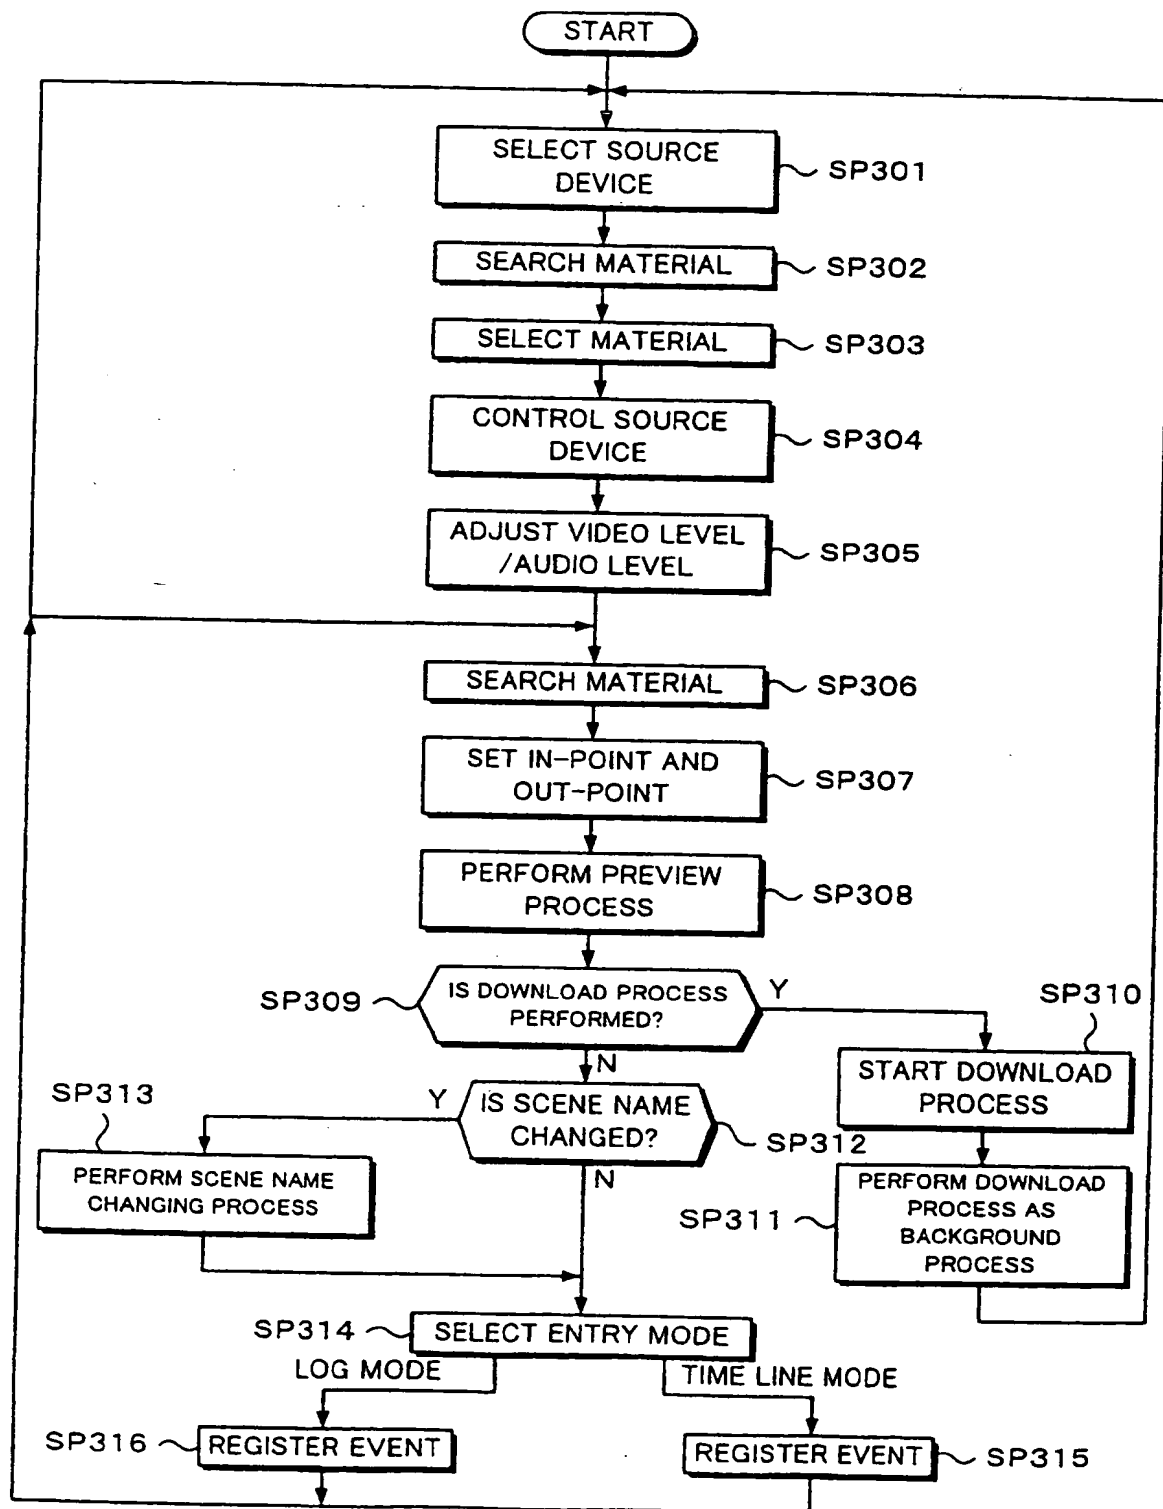 START
SELECT SOURCE
DEVICE
SP301
SEARCH MATERIAL
SP302
SELECT MATERIAL
SP303
CONTROL SOURCE
DEVICE
SP304
ADJUST VIDEO LEVEL
/AUDIO LEVEL
SP305
SEARCH MATERIAL
SP306
SET IN-POINT AND
OUT-POINT
SP307
PERFORM PREVIEW
PROCESS
SP308
SP309
IS DOWNLOAD PROCESS
PERFORMED?
Y
N
SP310
START DOWNLOAD
PROCESS
SP311
PERFORM DOWNLOAD
PROCESS AS
BACKGROUND
PROCESS
IS SCENE NAME
CHANGED?
SP312
Y
N
SP313
PERFORM SCENE NAME
CHANGING PROCESS
SP314
SELECT ENTRY MODE
LOG MODE
TIME LINE MODE
SP316
REGISTER EVENT
REGISTER EVENT
SP315